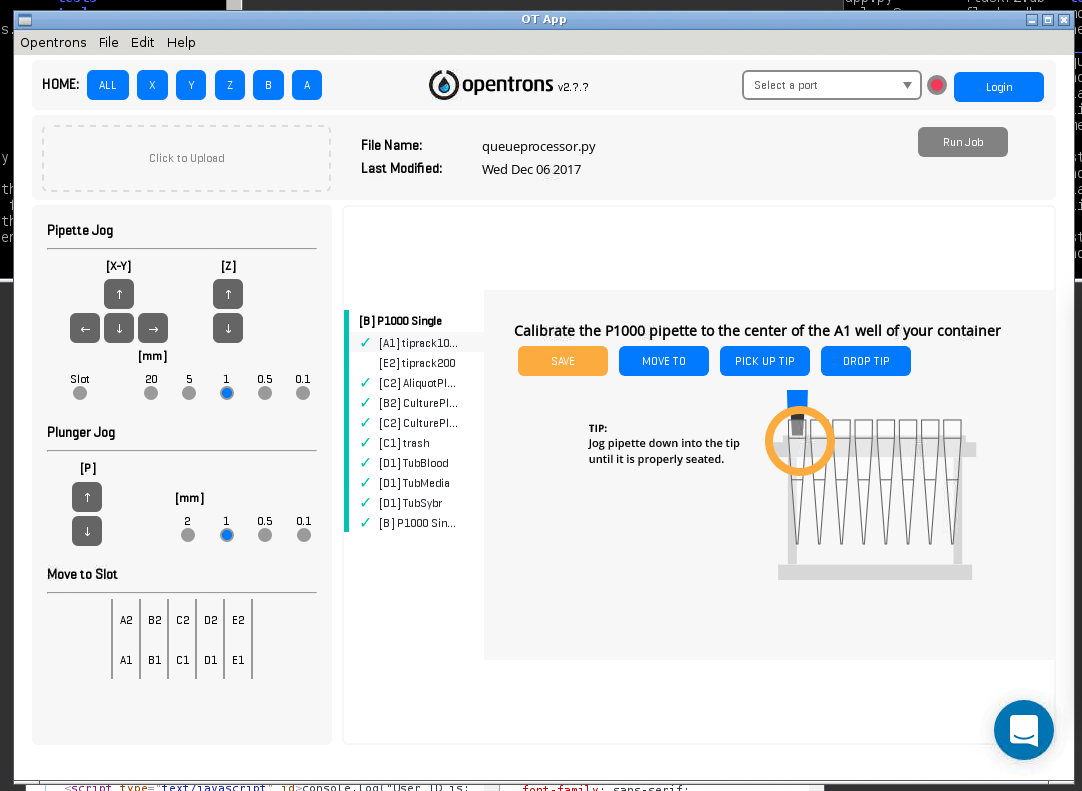 OT App
Opentrons File Edit Help
HOME: ALL X Y Z B A
opentrons v2.?.?
Select a port
Login
Click to Upload
File Name: queueprocessor.py
Last Modified: Wed Dec 06 2017
Run Job
Pipette Jog
[X-Y] [Z]
↑ ↑
← ↓ → ↓
[mm]
Slot 20 5 1 0.5 0.1
Plunger Jog
[P]
↑
[mm]
↓
2 1 0.5 0.1
Move to Slot
A2 B2 C2 D2 E2
A1 B1 C1 D1 E1
[B] P1000 Single
✓ [A1] tiprack10...
[E2] tiprack200
✓ [C2] AliquotPl...
✓ [B2] CulturePl...
✓ [C2] CulturePl...
✓ [C1] trash
✓ [D1] TubBlood
✓ [D1] TubMedia
✓ [D1] TubSybr
✓ [B] P1000 Sin...
Calibrate the P1000 pipette to the center of the A1 well of your container
SAVE MOVE TO PICK UP TIP DROP TIP
TIP:
Jog pipette down into the tip
until it is properly seated.